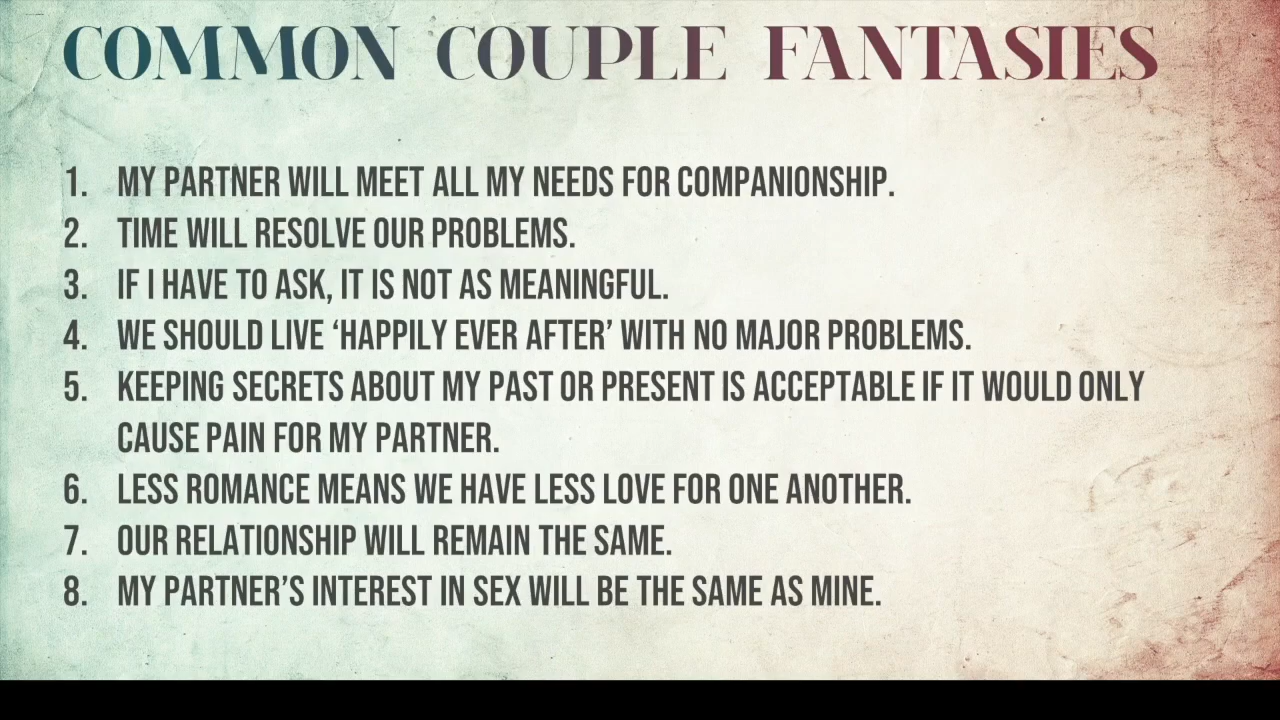 COMMON COUPLE FANTASIES
1. MY PARTNER WILL MEET ALL MY NEEDS FOR COMPANIONSHIP.
2. TIME WILL RESOLVE OUR PROBLEMS.
3. IF I HAVE TO ASK, IT IS NOT AS MEANINGFUL.
4. WE SHOULD LIVE ‘HAPPILY EVER AFTER’ WITH NO MAJOR PROBLEMS.
5. KEEPING SECRETS ABOUT MY PAST OR PRESENT IS ACCEPTABLE IF IT WOULD ONLY
CAUSE PAIN FOR MY PARTNER.
6. LESS ROMANCE MEANS WE HAVE LESS LOVE FOR ONE ANOTHER.
7. OUR RELATIONSHIP WILL REMAIN THE SAME.
8. MY PARTNER’S INTEREST IN SEX WILL BE THE SAME AS MINE.